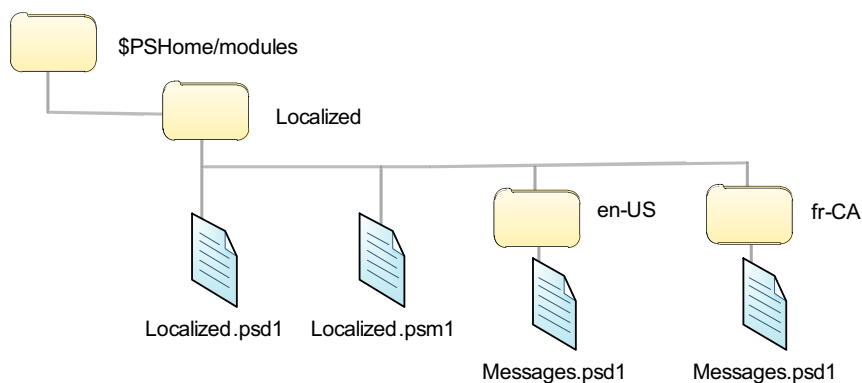 $PSHome/modules
Localized
en-US
fr-CA
Localized.psd1
Localized.psm1
Messages.psd1
Messages.psd1